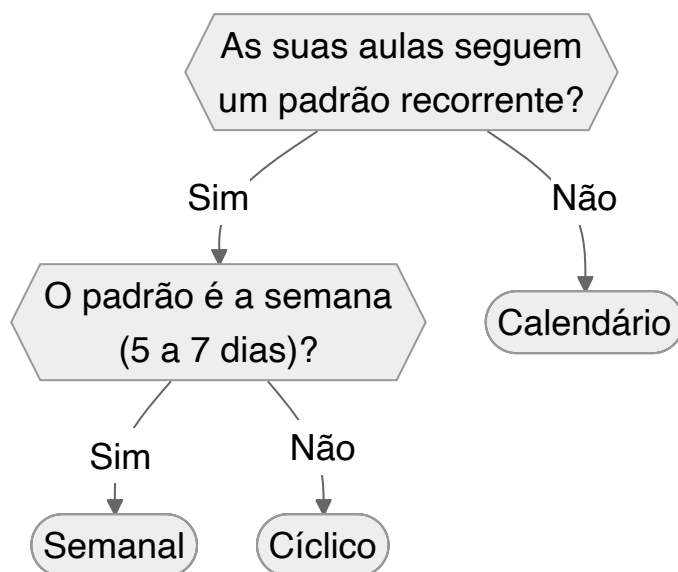 As suas aulas seguem
um padrão recorrente?
Sim
Não
O padrão é a semana
(5 a 7 dias)?
Calendário
Sim
Não
Semanal
Cíclico